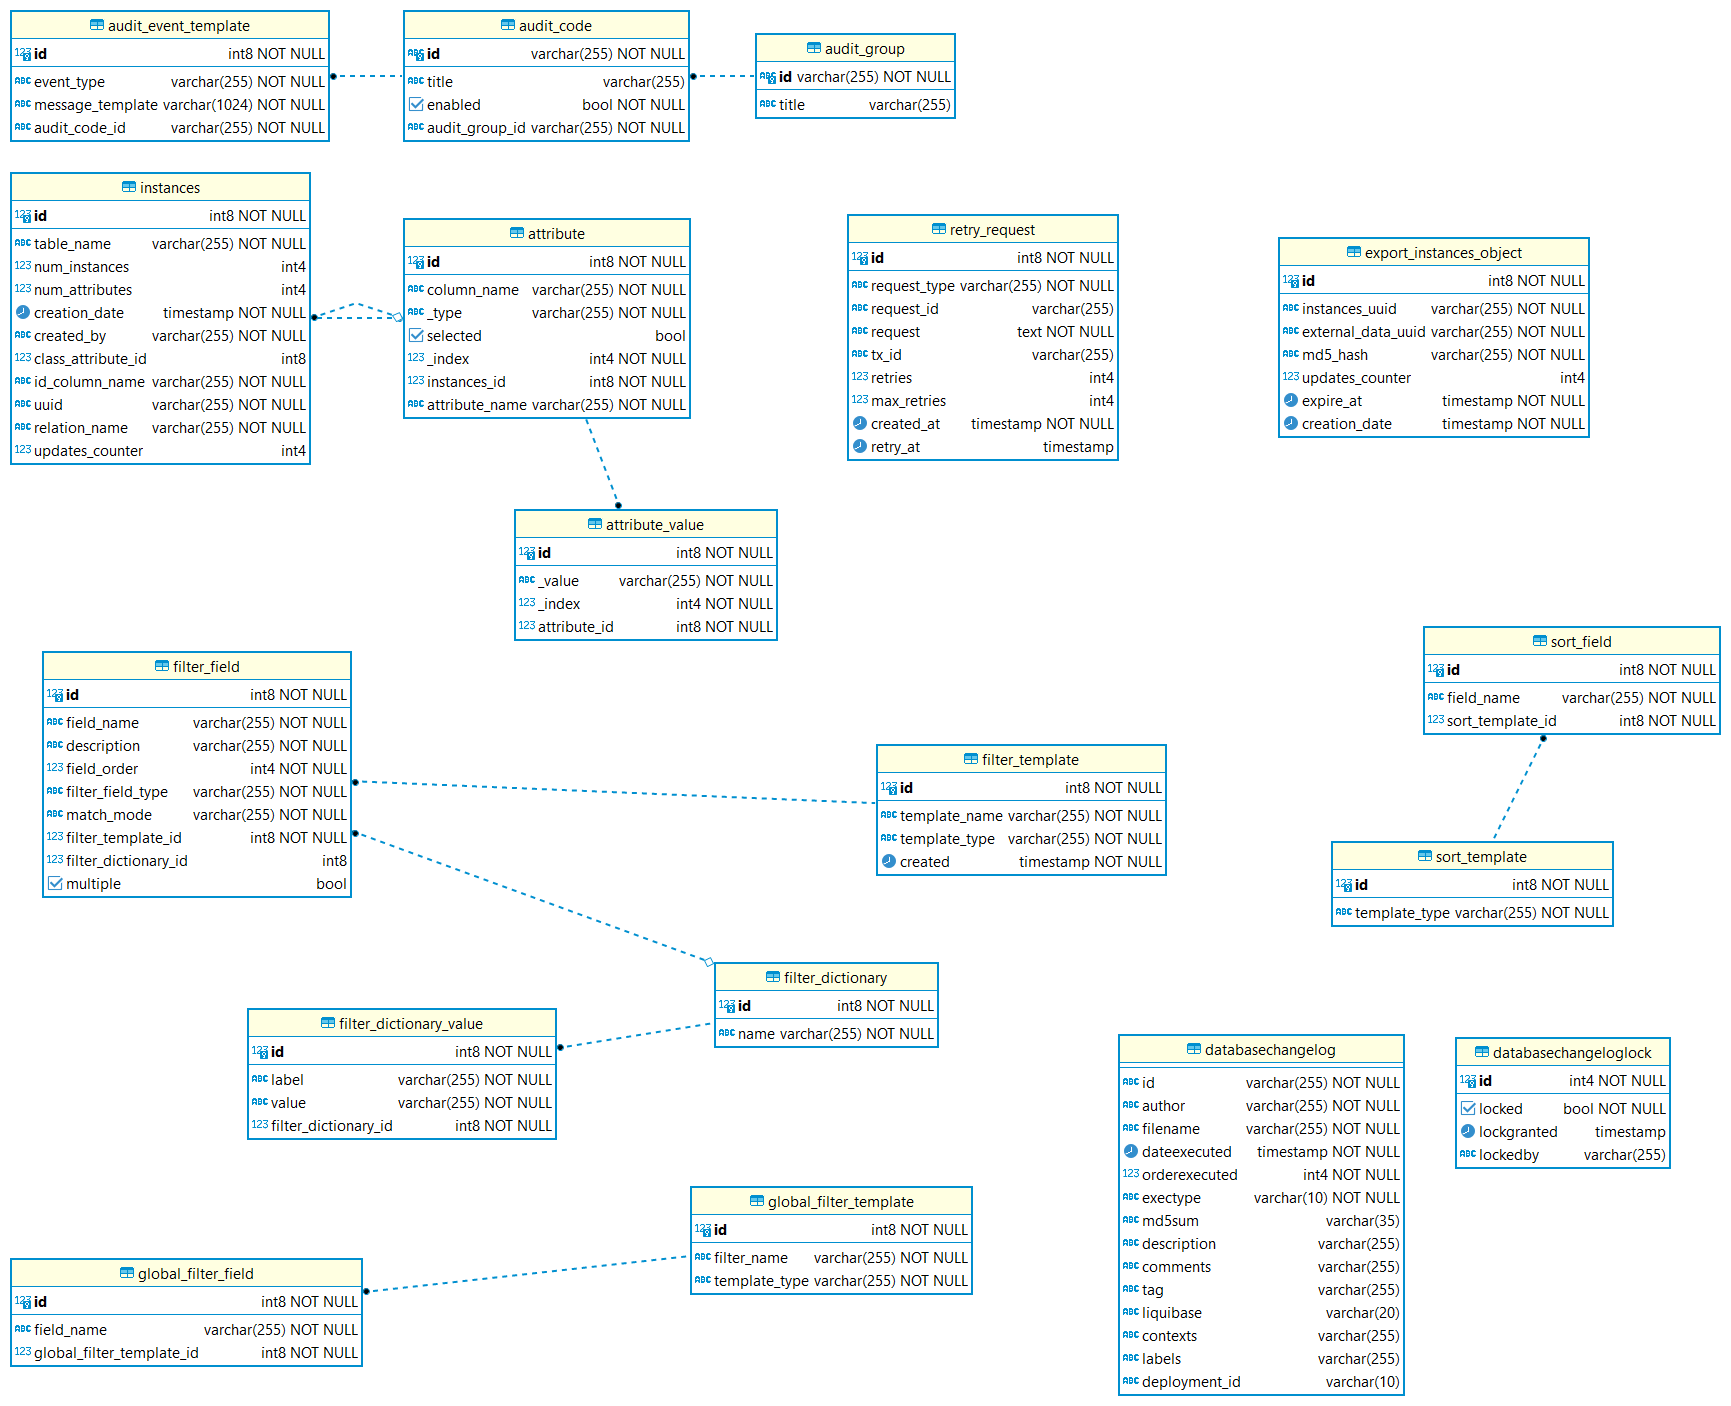 audit_event_template
id int8 NOT NULL
event_type varchar(255) NOT NULL
message_template varchar(1024) NOT NULL
audit_code_id varchar(255) NOT NULL
audit_code
id varchar(255) NOT NULL
title varchar(255)
enabled bool NOT NULL
audit_group_id varchar(255) NOT NULL
audit_group
id varchar(255) NOT NULL
title varchar(255)
instances
id int8 NOT NULL
table_name varchar(255) NOT NULL
num_instances int4
num_attributes int4
creation_date timestamp NOT NULL
created_by varchar(255) NOT NULL
class_attribute_id int8
id_column_name varchar(255) NOT NULL
uuid varchar(255) NOT NULL
relation_name varchar(255) NOT NULL
updates_counter int4
attribute
id int8 NOT NULL
column_name varchar(255) NOT NULL
_type varchar(255) NOT NULL
selected bool
_index int4 NOT NULL
instances_id int8 NOT NULL
attribute_name varchar(255) NOT NULL
retry_request
id int8 NOT NULL
request_type varchar(255) NOT NULL
request_id varchar(255)
request text NOT NULL
tx_id varchar(255)
retries int4
max_retries int4
created_at timestamp NOT NULL
retry_at timestamp
export_instances_object
id int8 NOT NULL
instances_uuid varchar(255) NOT NULL
external_data_uuid varchar(255) NOT NULL
md5_hash varchar(255) NOT NULL
updates_counter int4
expire_at timestamp NOT NULL
creation_date timestamp NOT NULL
attribute_value
id int8 NOT NULL
_value varchar(255) NOT NULL
_index int4 NOT NULL
attribute_id int8 NOT NULL
filter_field
id int8 NOT NULL
field_name varchar(255) NOT NULL
description varchar(255) NOT NULL
field_order int4 NOT NULL
filter_field_type varchar(255) NOT NULL
match_mode varchar(255) NOT NULL
filter_template_id int8 NOT NULL
filter_dictionary_id int8
multiple bool
filter_template
id int8 NOT NULL
template_name varchar(255) NOT NULL
template_type varchar(255) NOT NULL
created timestamp NOT NULL
sort_field
id int8 NOT NULL
field_name varchar(255) NOT NULL
sort_template_id int8 NOT NULL
sort_template
id int8 NOT NULL
template_type varchar(255) NOT NULL
filter_dictionary
id int8 NOT NULL
name varchar(255) NOT NULL
filter_dictionary_value
id int8 NOT NULL
label varchar(255) NOT NULL
value varchar(255) NOT NULL
filter_dictionary_id int8 NOT NULL
databasechangelog
id varchar(255) NOT NULL
author varchar(255) NOT NULL
filename varchar(255) NOT NULL
dateexecuted timestamp NOT NULL
orderexecuted int4 NOT NULL
exectype varchar(10) NOT NULL
md5sum varchar(35)
description varchar(255)
comments varchar(255)
tag varchar(255)
liquibase varchar(20)
contexts varchar(255)
labels varchar(255)
deployment_id varchar(10)
databasechangeloglock
id int4 NOT NULL
locked bool NOT NULL
lockgranted timestamp
lockedby varchar(255)
global_filter_template
id int8 NOT NULL
filter_name varchar(255) NOT NULL
template_type varchar(255) NOT NULL
global_filter_field
id int8 NOT NULL
field_name varchar(255) NOT NULL
global_filter_template_id int8 NOT NULL